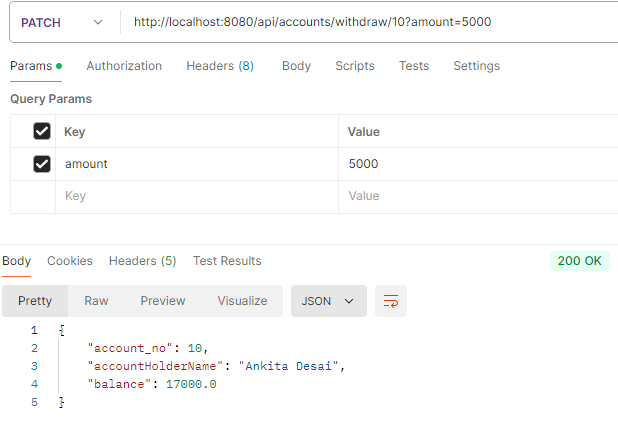 PATCH http://localhost:8080/api/accounts/withdraw/10?amount=5000
Params Authorization Headers (8) Body Scripts Tests Settings
Query Params
Key Value
amount 5000
Key Value
Body Cookies Headers (5) Test Results 200 OK
Pretty Raw Preview Visualize JSON
1 {
2 "account_no": 10,
3 "accountHolderName": "Ankita Desai",
4 "balance": 17000.0
5 }